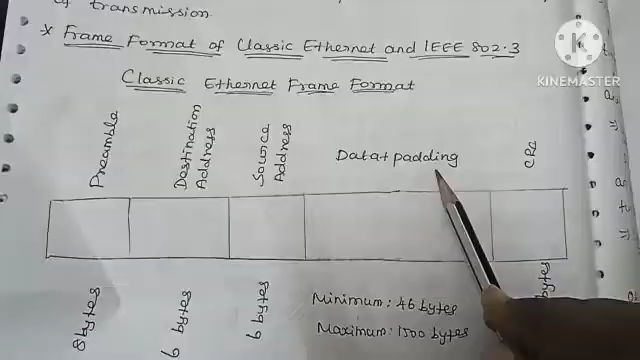 of transmission.
* Frame Format of Classic Ethernet and IEEE 802.3
Classic Ethernet Frame Format
Preamble
Destination
Address
Source
Address
Data+padding
8 bytes
6 bytes
6 bytes
Minimum: 46 bytes
Maximum: 1500 bytes
bytes
K
KINEMASTER